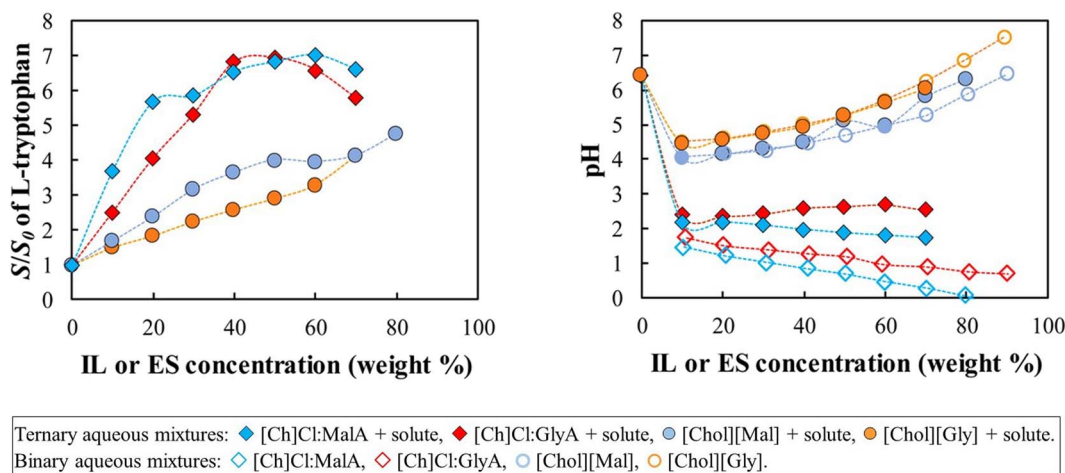 8
7
6
5
4
3
2
1
0
S/S0 of L-tryptophan
0 20 40 60 80 100
IL or ES concentration (weight %)
8
7
6
5
4
3
2
1
0
pH
0 20 40 60 80 100
IL or ES concentration (weight %)
Ternary aqueous mixtures: [Ch]Cl:MalA + solute, [Ch]Cl:GlyA + solute, [Chol][Mal] + solute, [Chol][Gly] + solute.
Binary aqueous mixtures: [Ch]Cl:MalA, [Ch]Cl:GlyA, [Chol][Mal], [Chol][Gly].